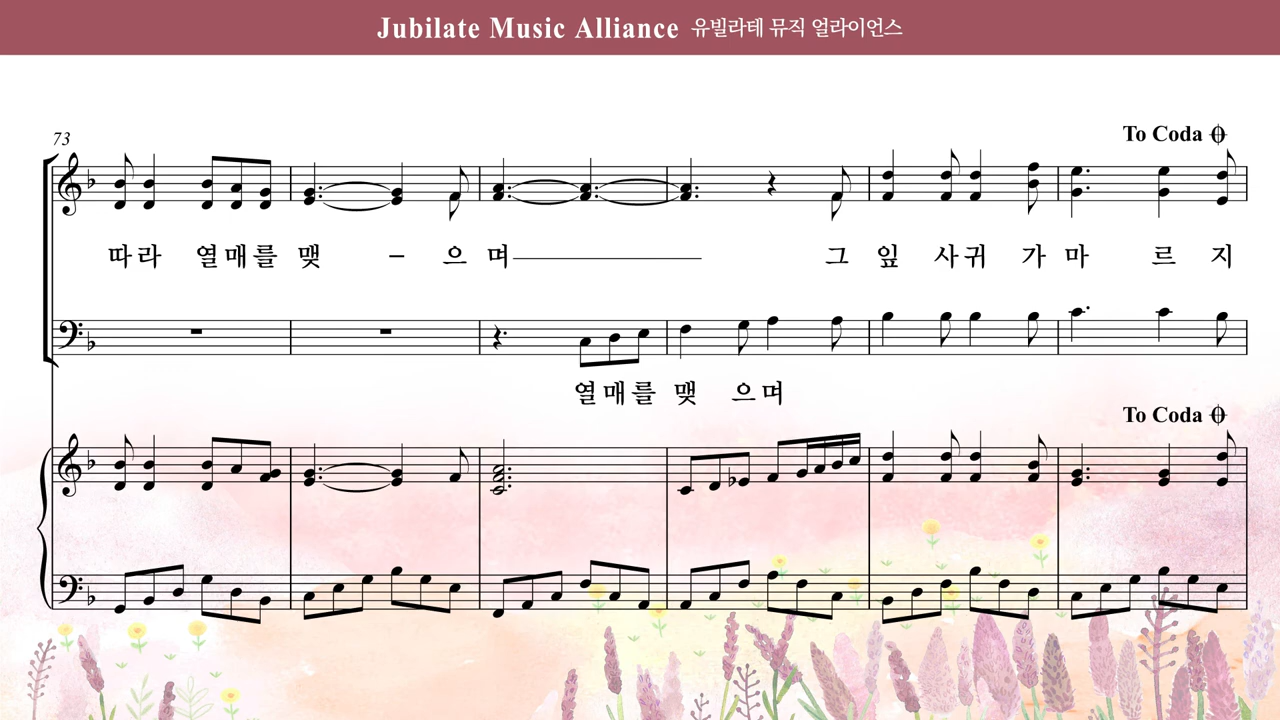 Jubilate Music Alliance 유빌라테 뮤직 얼라이언스
73
To Coda
따라 열매를 맺 - 으 며 그 잎 사귀 가 마 르 지
열매를 맺 으며
To Coda